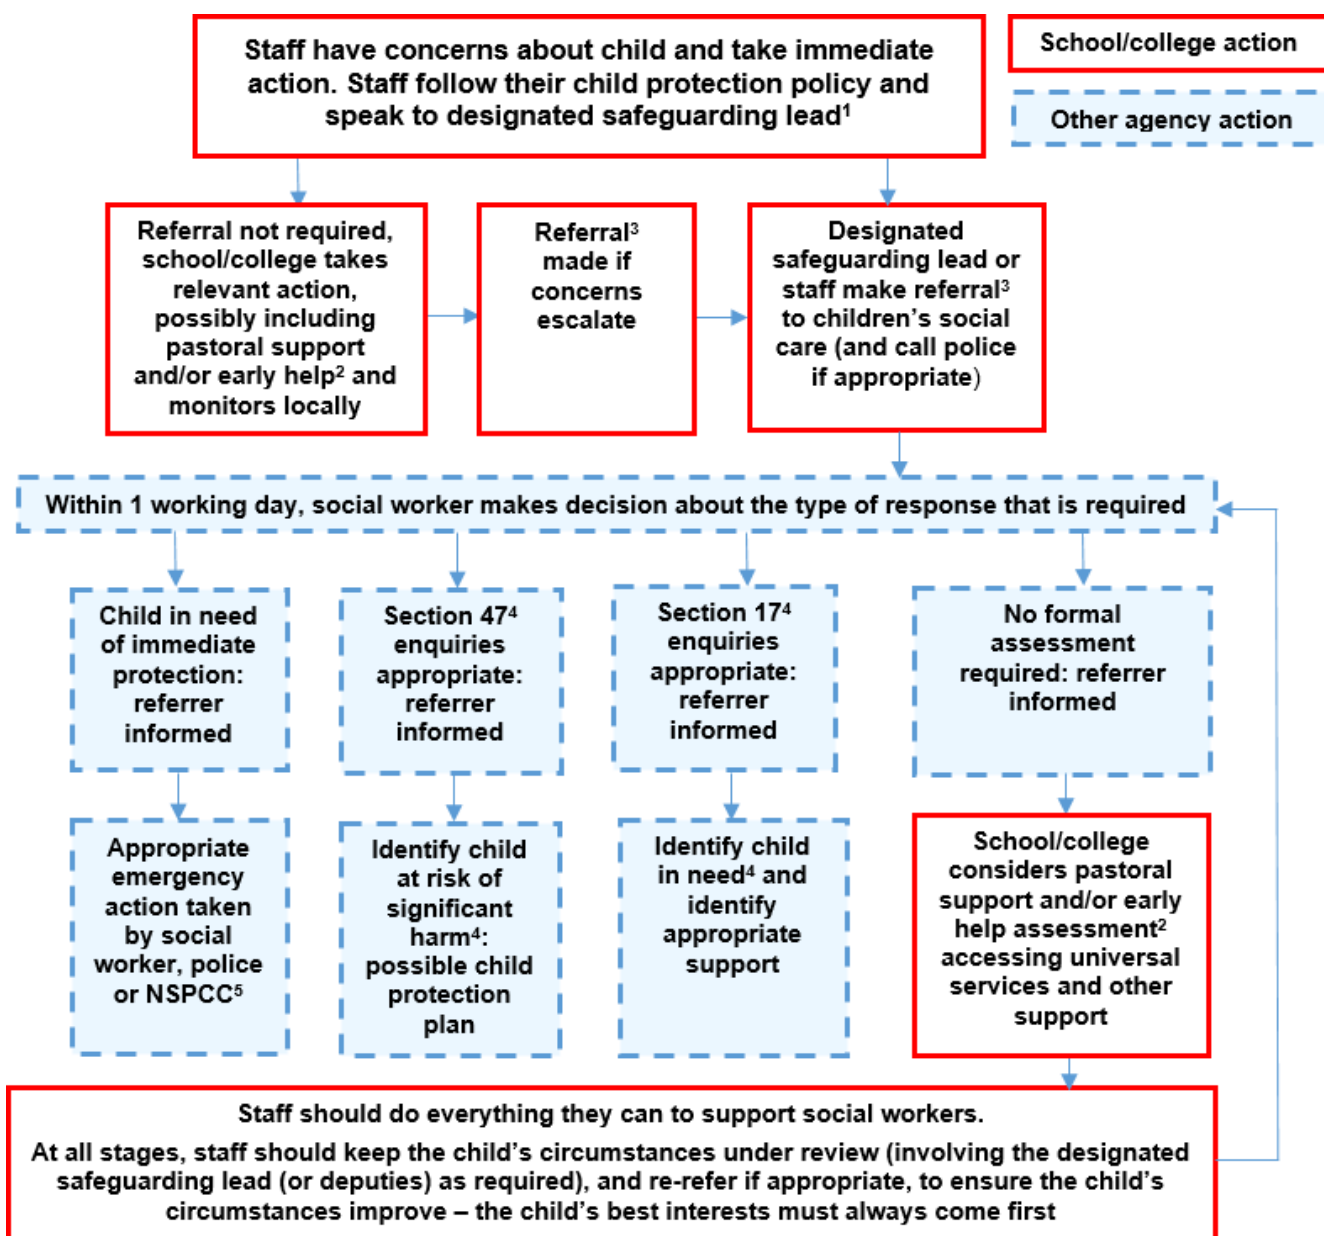 Staff have concerns about child and take immediate
action. Staff follow their child protection policy and
speak to designated safeguarding lead¹
School/college action
Other agency action
Referral not required,
school/college takes
relevant action,
possibly including
pastoral support
and/or early help² and
monitors locally
Referral³
made if
concerns
escalate
Designated
safeguarding lead or
staff make referral³
to children’s social
care (and call police
if appropriate)
Within 1 working day, social worker makes decision about the type of response that is required
Child in need
of immediate
protection:
referrer
informed
Section 47⁴
enquiries
appropriate:
referrer
informed
Section 17⁴
enquiries
appropriate:
referrer
informed
No formal
assessment
required: referrer
informed
Appropriate
emergency
action taken
by social
worker, police
or NSPCC⁵
Identify child
at risk of
significant
harm⁴:
possible child
protection
plan
Identify child
in need⁴ and
identify
appropriate
support
School/college
considers pastoral
support and/or early
help assessment²
accessing universal
services and other
support
Staff should do everything they can to support social workers.
At all stages, staff should keep the child’s circumstances under review (involving the designated
safeguarding lead (or deputies) as required), and re-refer if appropriate, to ensure the child’s
circumstances improve – the child’s best interests must always come first